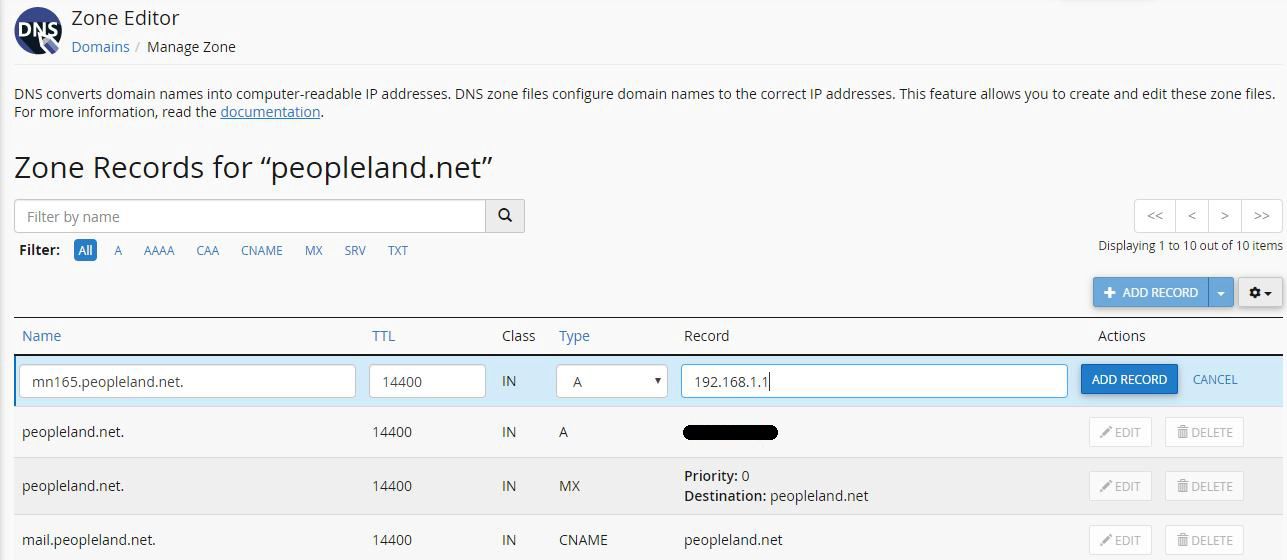 DNS
Zone Editor
Domains / Manage Zone
DNS converts domain names into computer-readable IP addresses. DNS zone files configure domain names to the correct IP addresses. This feature allows you to create and edit these zone files.
For more information, read the documentation.
Zone Records for “peopleland.net”
Filter by name
<< < > >>
Filter: All A AAAA CAA CNAME MX SRV TXT
Displaying 1 to 10 out of 10 items
+ ADD RECORD
Name TTL Class Type Record Actions
mn165.peopleland.net. 14400 IN A 192.168.1.1 ADD RECORD CANCEL
peopleland.net. 14400 IN A EDIT DELETE
peopleland.net. 14400 IN MX Priority: 0 EDIT DELETE
Destination: peopleland.net
mail.peopleland.net. 14400 IN CNAME peopleland.net EDIT DELETE